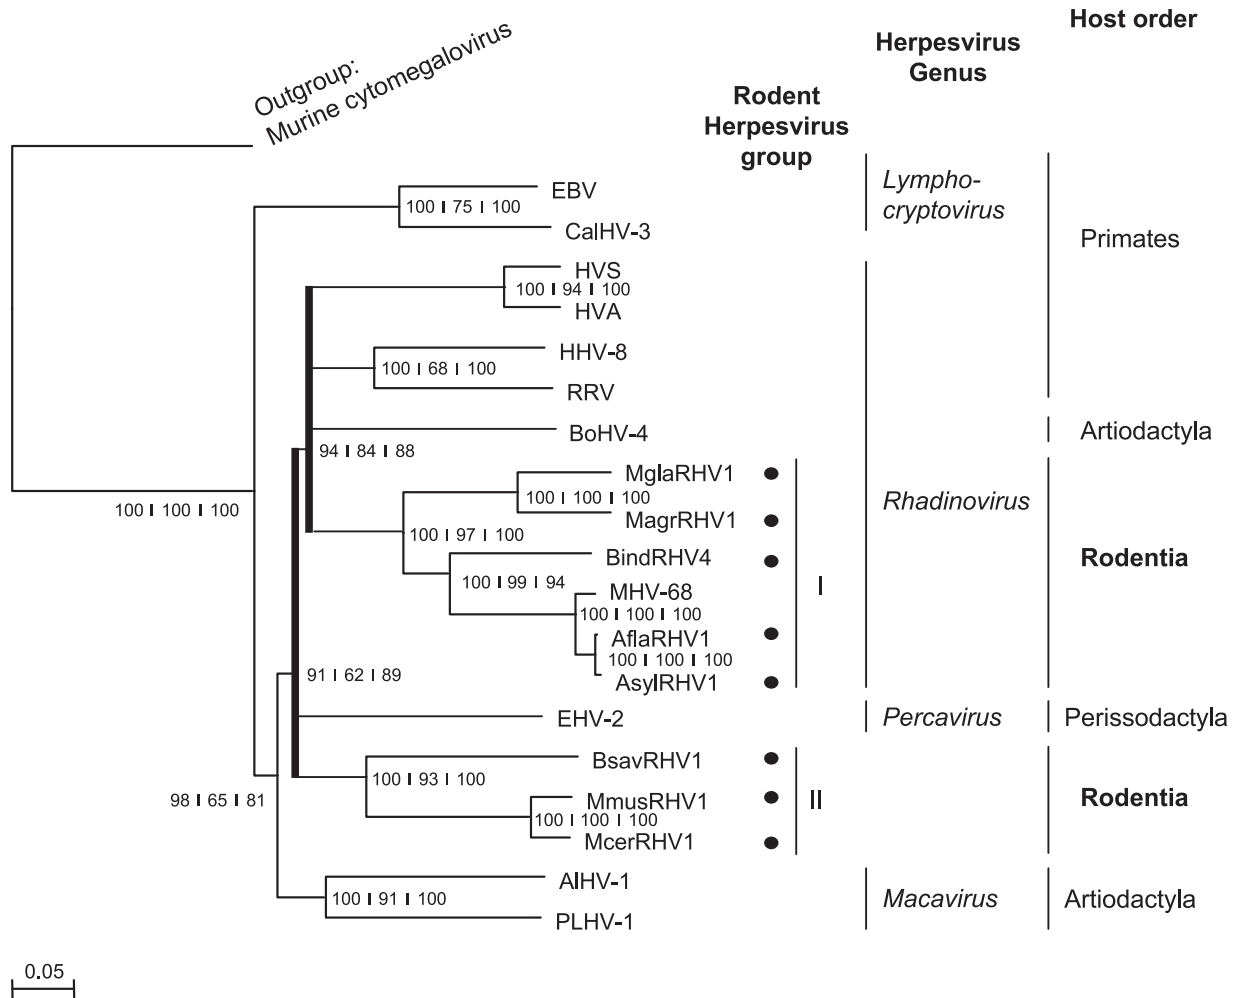 Host order
Herpesvirus
Genus
Rodent
Herpesvirus
group
Outgroup:
Murine cytomegalovirus
EBV
100 I 75 I 100
CalHV-3
Lympho-
cryptovirus
Primates
HVS
100 I 94 I 100
HVA
HHV-8
100 I 68 I 100
RRV
BoHV-4
Artiodactyla
94 I 84 I 88
MglaRHV1
100 I 100 I 100
MagrRHV1
Rhadinovirus
100 I 100 I 100
100 I 97 I 100
BindRHV4
100 I 99 I 94
I
Rodentia
MHV-68
100 I 100 I 100
AflaRHV1
100 I 100 I 100
AsylRHV1
91 I 62 I 89
EHV-2
Percavirus
Perissodactyla
BsavRHV1
100 I 93 I 100
MmusRHV1
II
Rodentia
98 I 65 I 81
100 I 100 I 100
McerRHV1
AlHV-1
100 I 91 I 100
Macavirus
Artiodactyla
PLHV-1
0.05